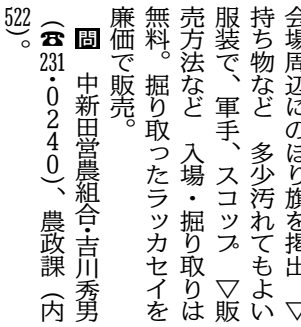 会場周辺にのぼり旗を掲出　▽
持ち物など　多少汚れてもよい
服装で、軍手、スコップ　▽販
売方法など　入場・掘り取りは
無料。掘り取ったラッカセイを
廉価で販売。
問　中新田営農組合・吉川秀男
（☎231・0240）、農政課（内
522）。